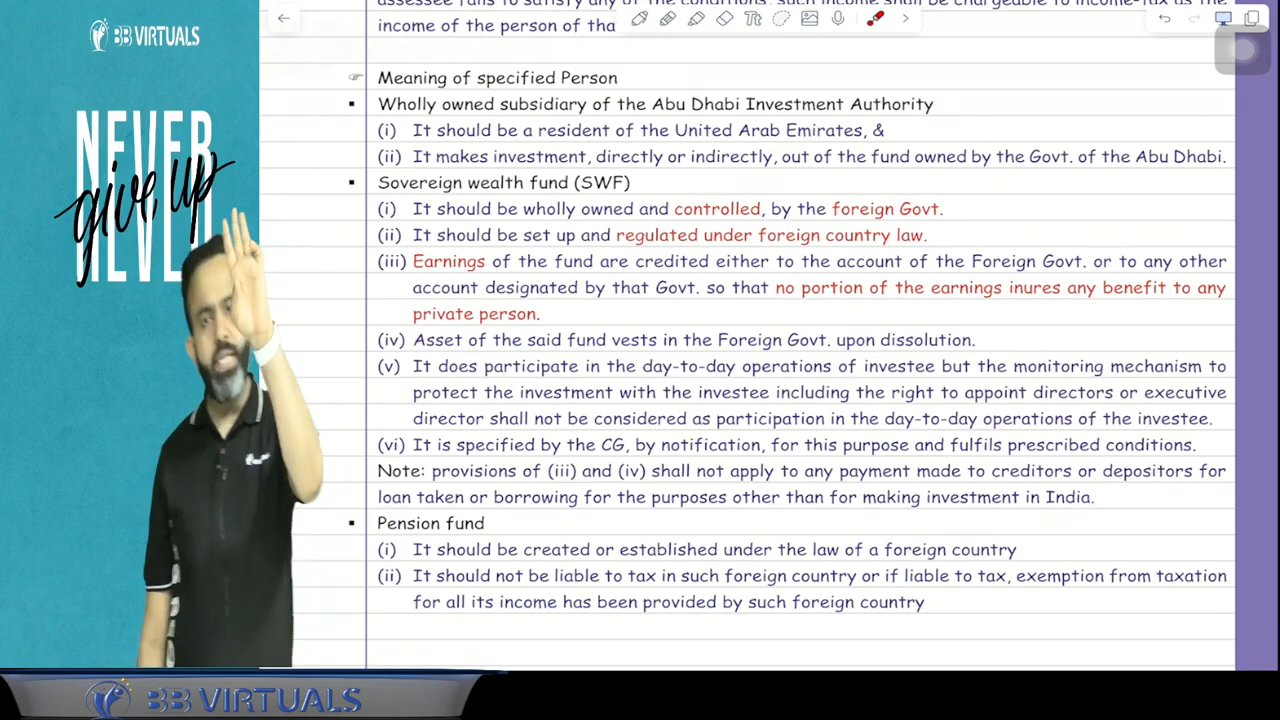 BB VIRTUALS
NEVER
give up
NEVER
income of the person of tha
Meaning of specified Person
▪ Wholly owned subsidiary of the Abu Dhabi Investment Authority
(i) It should be a resident of the United Arab Emirates, &
(ii) It makes investment, directly or indirectly, out of the fund owned by the Govt. of the Abu Dhabi.
▪ Sovereign wealth fund (SWF)
(i) It should be wholly owned and controlled, by the foreign Govt.
(ii) It should be set up and regulated under foreign country law.
(iii) Earnings of the fund are credited either to the account of the Foreign Govt. or to any other
account designated by that Govt. so that no portion of the earnings inures any benefit to any
private person.
(iv) Asset of the said fund vests in the Foreign Govt. upon dissolution.
(v) It does participate in the day-to-day operations of investee but the monitoring mechanism to
protect the investment with the investee including the right to appoint directors or executive
director shall not be considered as participation in the day-to-day operations of the investee.
(vi) It is specified by the CG, by notification, for this purpose and fulfils prescribed conditions.
Note: provisions of (iii) and (iv) shall not apply to any payment made to creditors or depositors for
loan taken or borrowing for the purposes other than for making investment in India.
▪ Pension fund
(i) It should be created or established under the law of a foreign country
(ii) It should not be liable to tax in such foreign country or if liable to tax, exemption from taxation
for all its income has been provided by such foreign country
BB VIRTUALS